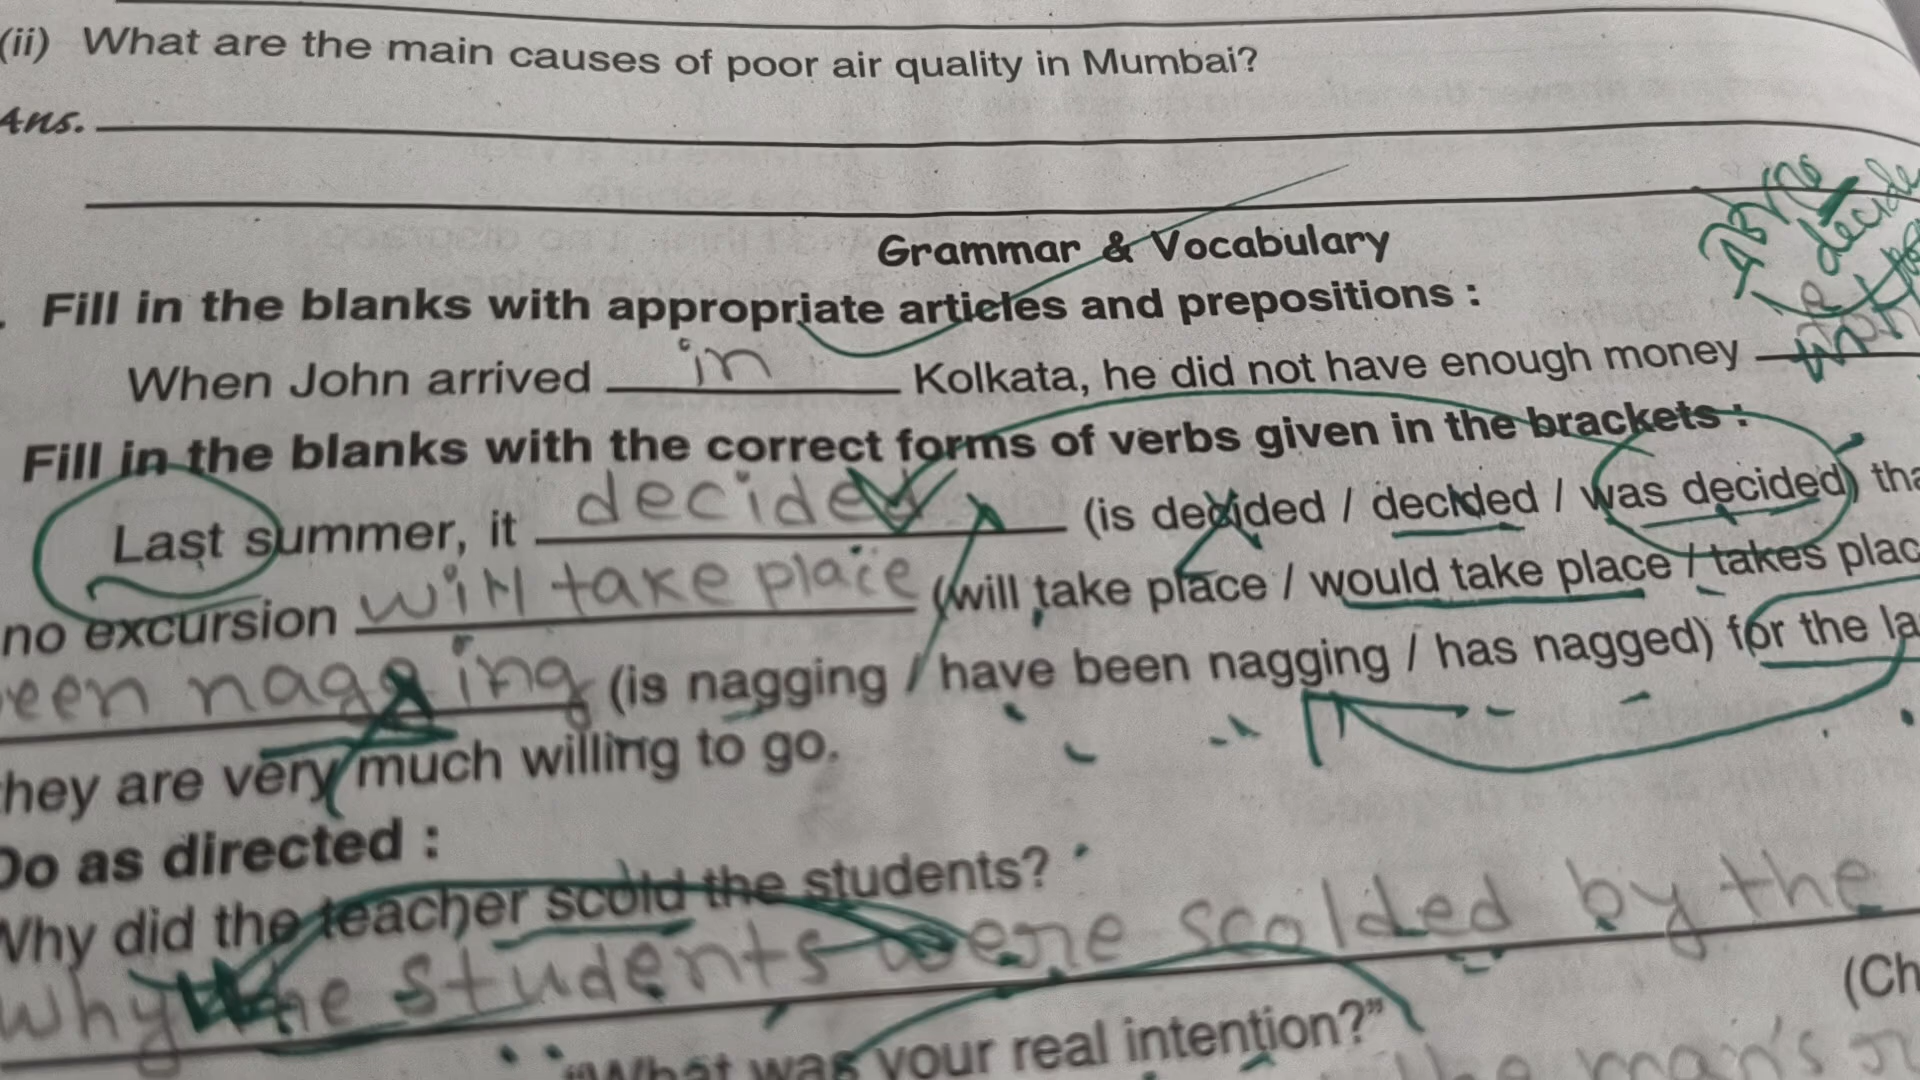 (ii) What are the main causes of poor air quality in Mumbai?
Ans.
Grammar & Vocabulary
Fill in the blanks with appropriate articles and prepositions :
When John arrived in Kolkata, he did not have enough money
Fill in the blanks with the correct forms of verbs given in the brackets :
Last summer, it decided (is decided / decided / was decided) tha
no excursion will take place (will take place / would take place / takes plac
een nagging (is nagging / have been nagging / has nagged) for the la
they are very much willing to go.
Do as directed :
Why did the teacher scold the students?
Why the students were scolded by the
(Ch
"What was your real intention?"
the man's